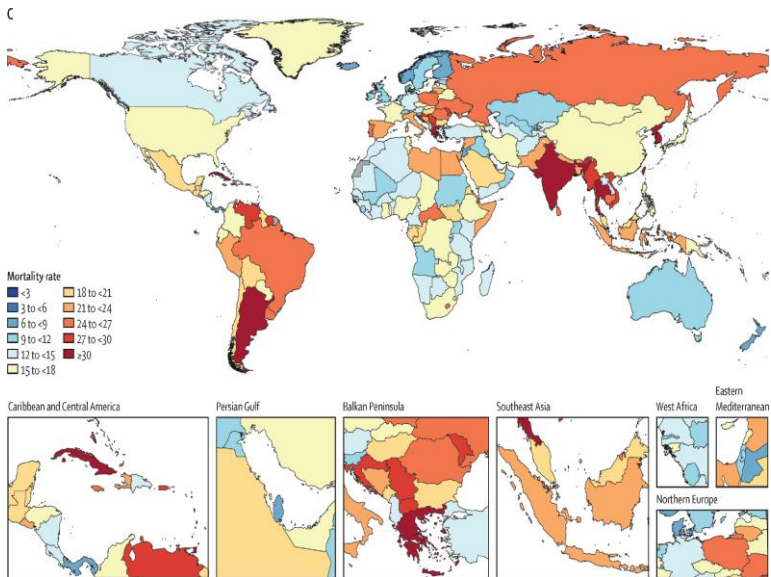 C
Mortality rate
<3
3 to <6
6 to <9
9 to <12
12 to <15
15 to <18
18 to <21
21 to <24
24 to <27
27 to <30
≥30
Caribbean and Central America
Persian Gulf
Balkan Peninsula
Southeast Asia
West Africa
Eastern
Mediterranean
Northern Europe